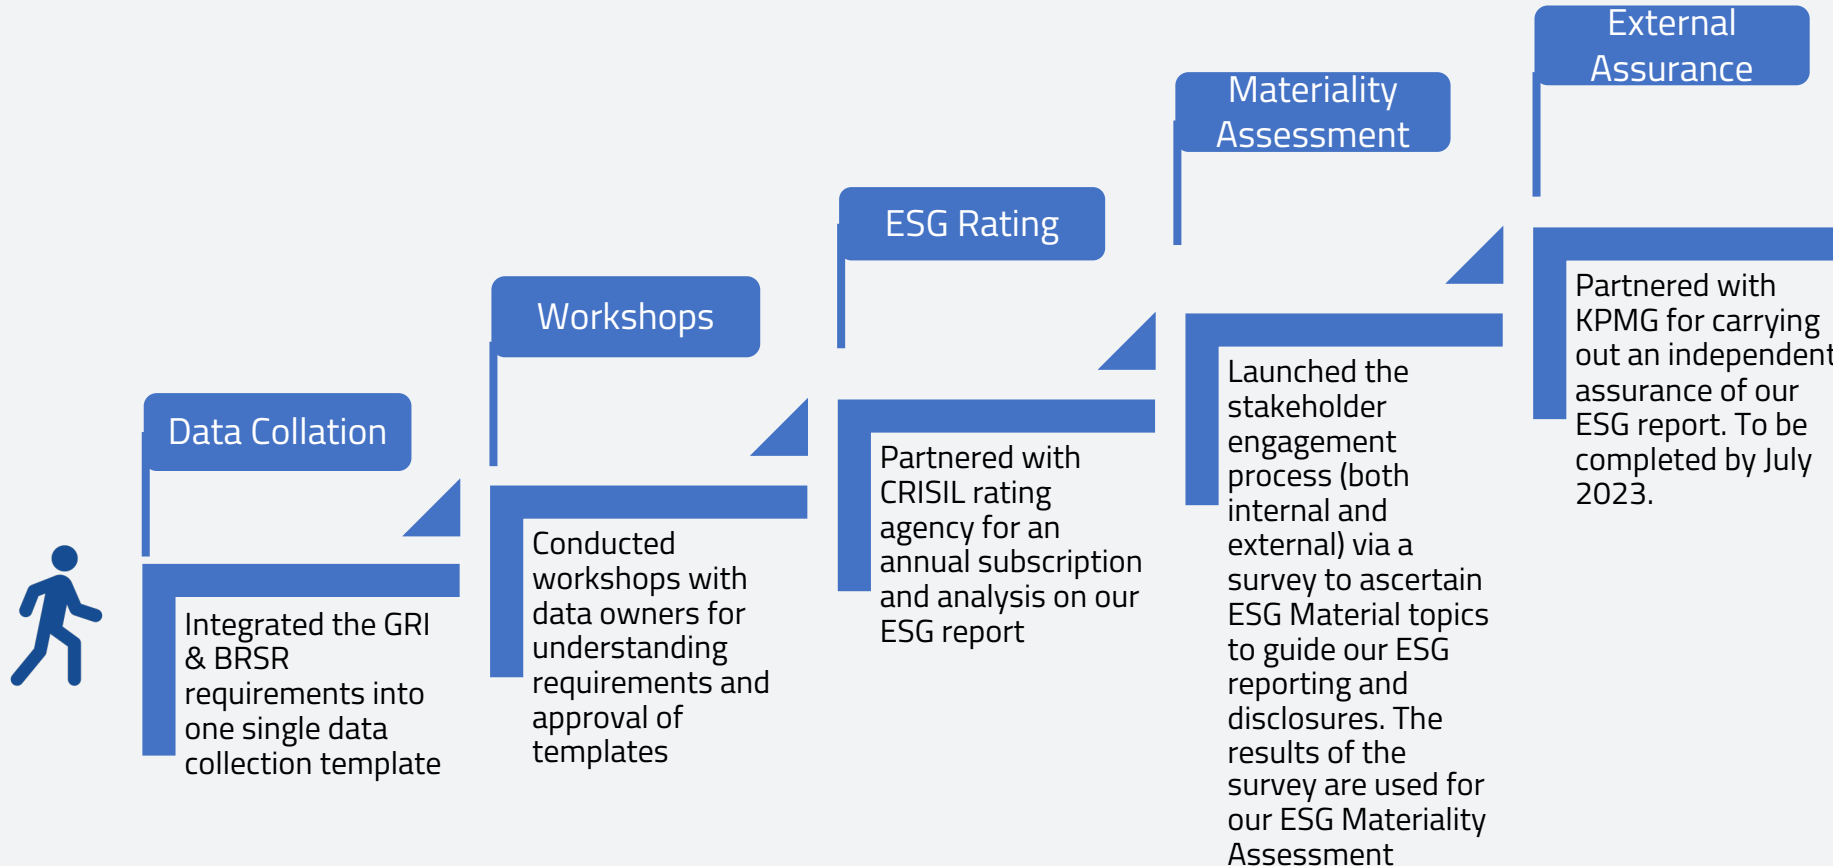 Data Collation
Integrated the GRI
& BRSR
requirements into
one single data
collection template
Workshops
Conducted
workshops with
data owners for
understanding
requirements and
approval of
templates
ESG Rating
Partnered with
CRISIL rating
agency for an
annual subscription
and analysis on our
ESG report
Materiality
Assessment
Launched the
stakeholder
engagement
process (both
internal and
external) via a
survey to ascertain
ESG Material topics
to guide our ESG
reporting and
disclosures. The
results of the
survey are used for
our ESG Materiality
Assessment
External
Assurance
Partnered with
KPMG for carrying
out an independent
assurance of our
ESG report. To be
completed by July
2023.